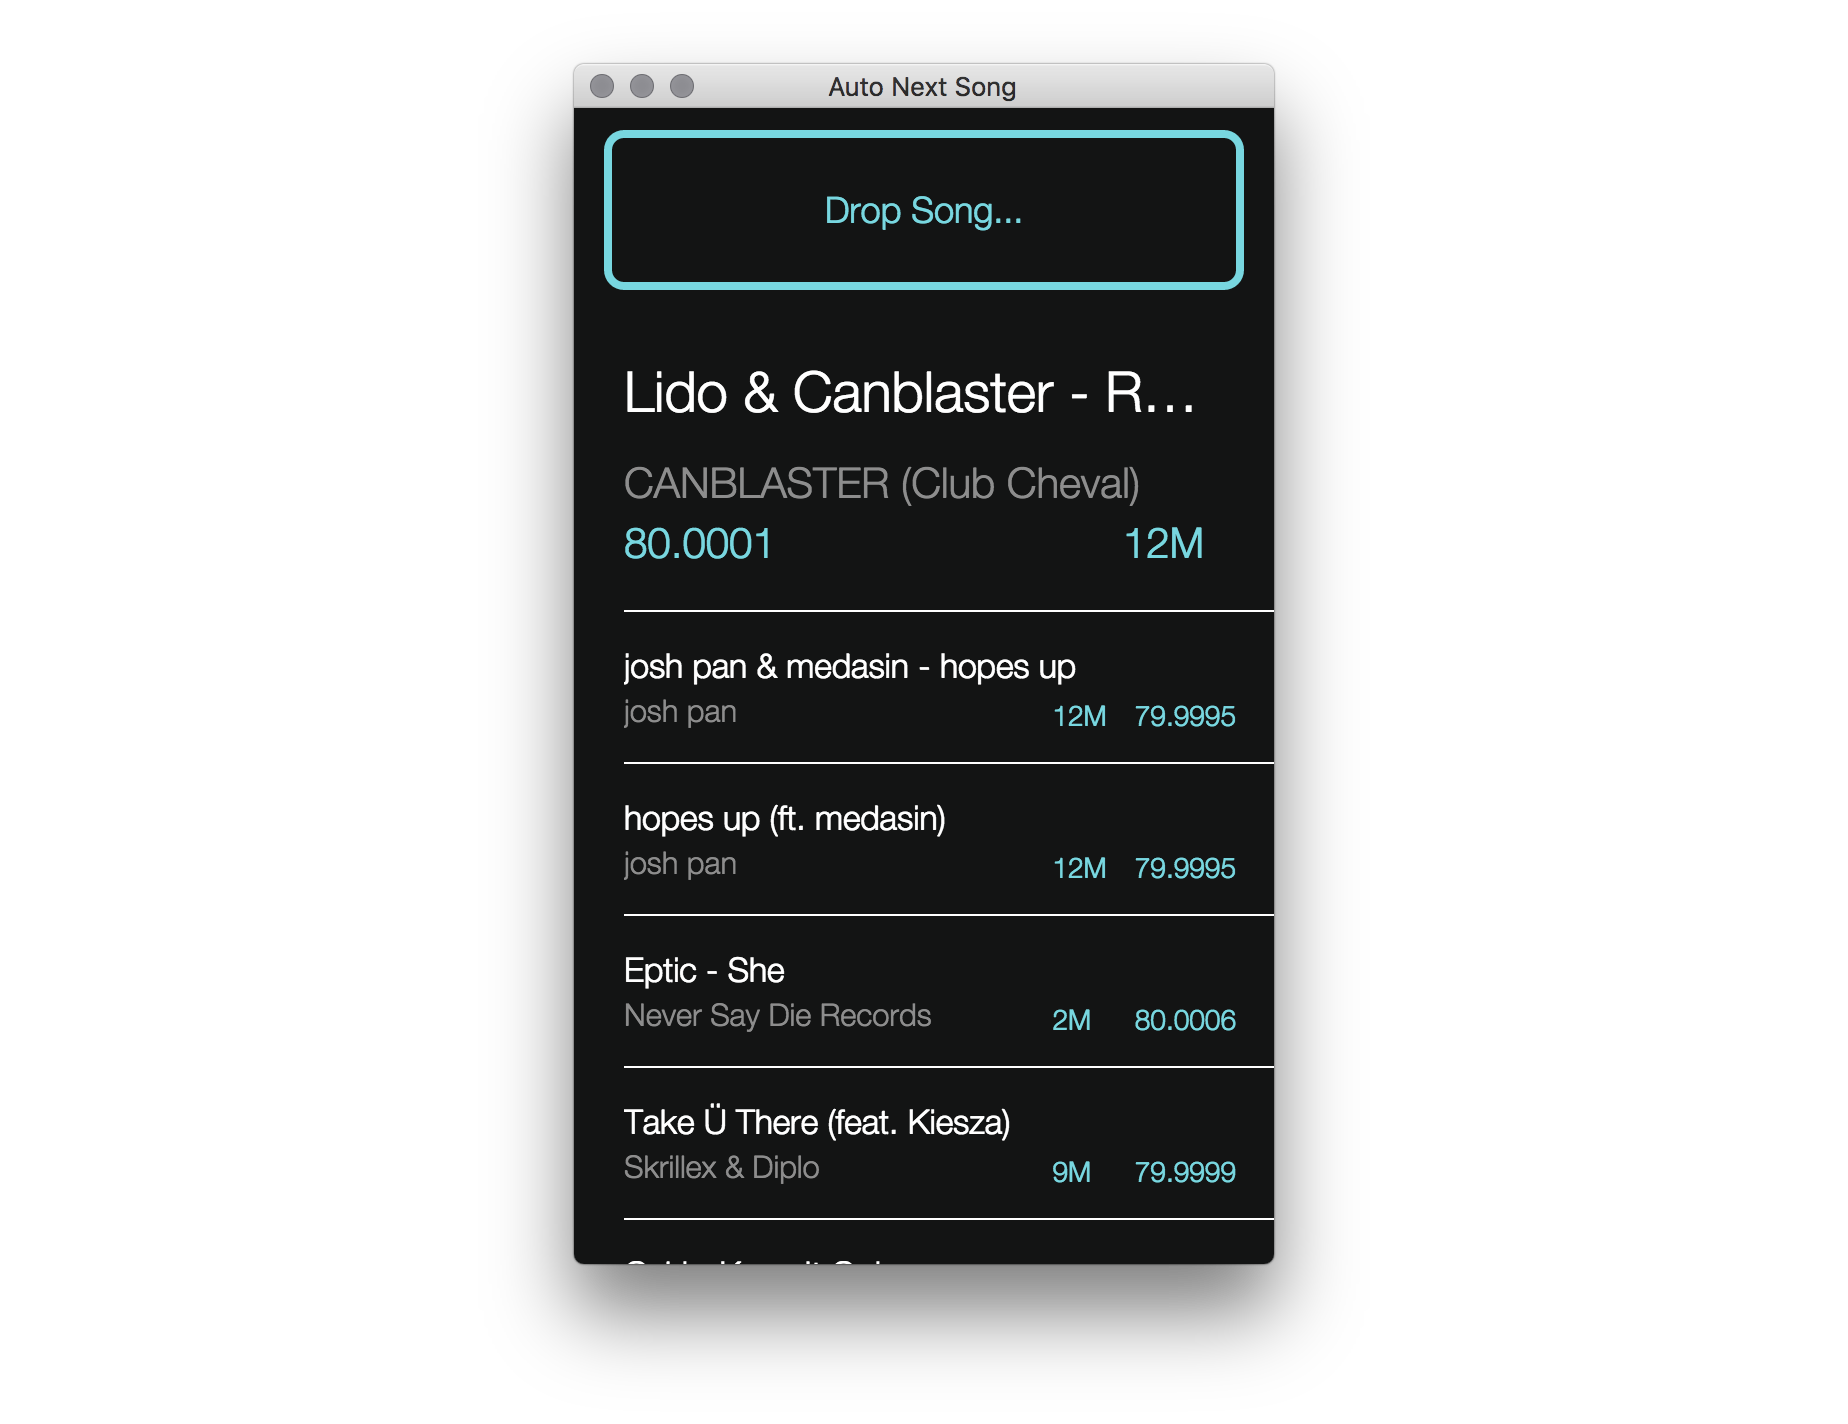 Auto Next Song
Drop Song...
Lido & Canblaster - R...
CANBLASTER (Club Cheval)
80.0001 12M
josh pan & medasin - hopes up
josh pan 12M 79.9995
hopes up (ft. medasin)
josh pan 12M 79.9995
Eptic - She
Never Say Die Records 2M 80.0006
Take Ü There (feat. Kiesza)
Skrillex & Diplo 9M 79.9999